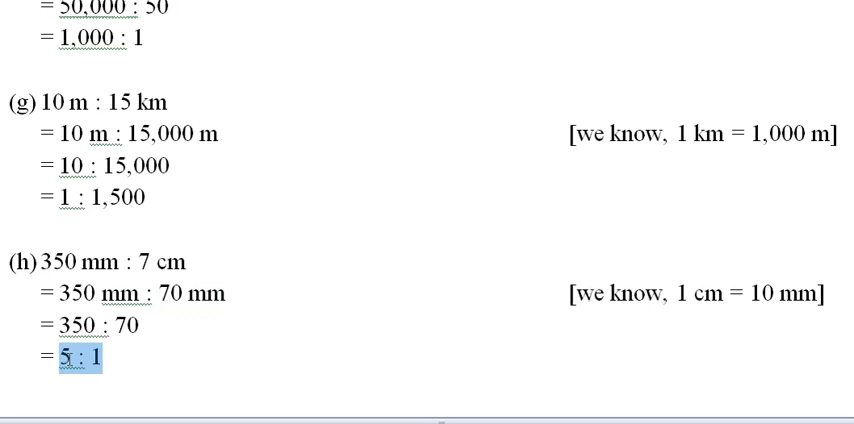 = 50,000 : 50
= 1,000 : 1
(g) 10 m : 15 km
= 10 m : 15,000 m [we know, 1 km = 1,000 m]
= 10 : 15,000
= 1 : 1,500
(h) 350 mm : 7 cm
= 350 mm : 70 mm [we know, 1 cm = 10 mm]
= 350 : 70
= 5 : 1